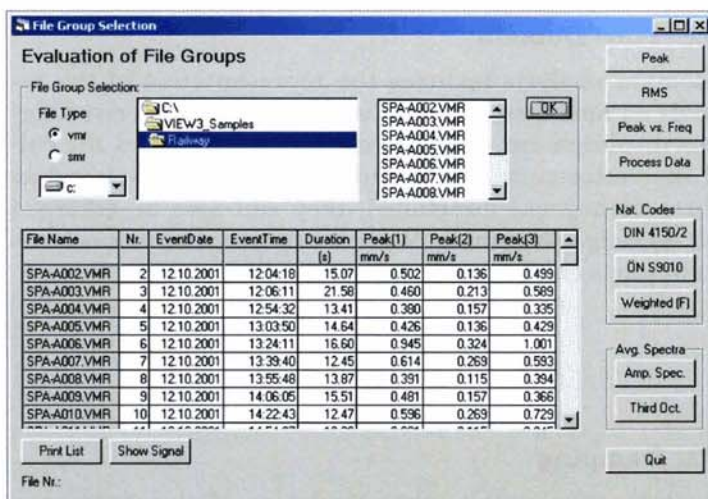 File Group Selection
Evaluation of File Groups
File Group Selection:
File Type
vmr
smr
c:
C:\
VIEW3_Samples
Railway
SPA-A002.VMR
SPA-A003.VMR
SPA-A004.VMR
SPA-A005.VMR
SPA-A006.VMR
SPA-A007.VMR
SPA-A008.VMR
OK
Peak
RMS
Peak vs. Freq
Process Data
Nat. Codes
DIN 4150/2
ÖN S9010
Weighted (F)
Avg. Spectra
Amp. Spec.
Third Oct.
Quit
File Name Nr. EventDate EventTime Duration Peak(1) Peak(2) Peak(3)
(s) mm/s mm/s mm/s
SPA-A002.VMR 2 12.10.2001 12:04:18 15.07 0.502 0.136 0.499
SPA-A003.VMR 3 12.10.2001 12:06:11 21.58 0.460 0.213 0.589
SPA-A004.VMR 4 12.10.2001 12:54:32 13.41 0.380 0.157 0.335
SPA-A005.VMR 5 12.10.2001 13:03:50 14.64 0.426 0.136 0.429
SPA-A006.VMR 6 12.10.2001 13:24:11 16.60 0.945 0.324 1.001
SPA-A007.VMR 7 12.10.2001 13:39:40 12.45 0.614 0.269 0.593
SPA-A008.VMR 8 12.10.2001 13:55:48 13.87 0.391 0.115 0.394
SPA-A009.VMR 9 12.10.2001 14:06:05 15.51 0.481 0.157 0.366
SPA-A010.VMR 10 12.10.2001 14:22:43 12.47 0.596 0.269 0.729
Print List
Show Signal
File Nr.: